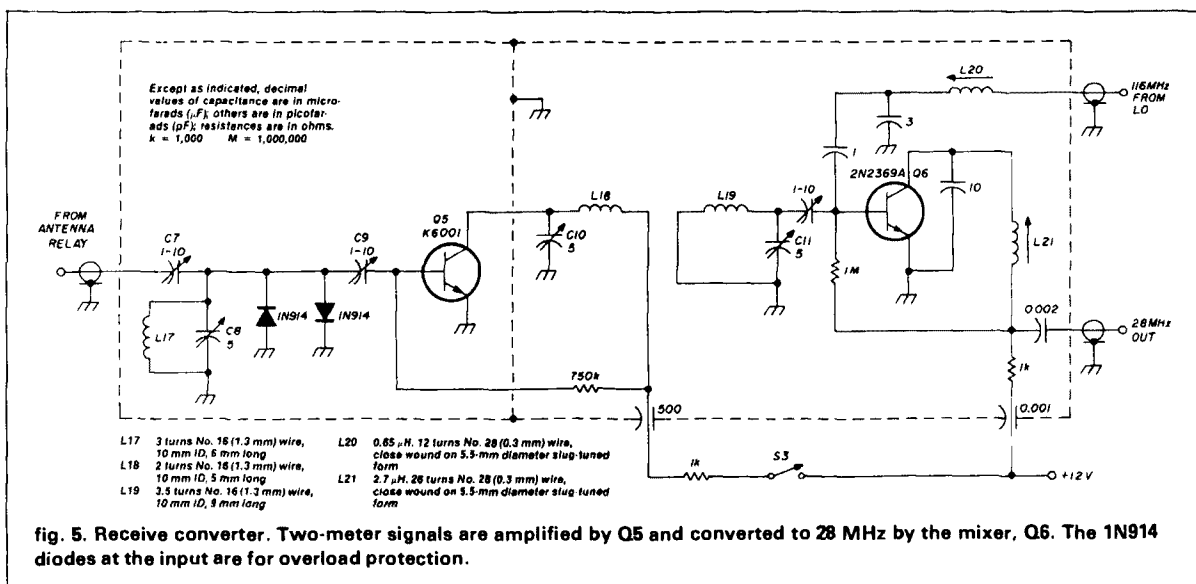 Except as indicated, decimal
values of capacitance are in micro-
farads (μF); others are in picofar-
ads (pF); resistances are in ohms.
k = 1,000 M = 1,000,000
FROM
ANTENNA
RELAY
C7
1-10
L17
C8
5
1N914
1N914
C9
1-10
Q5
K6001
C10
5
L18
750k
500
1k
S3
+12V
L19
C11
5
1-10
1
3
L20
116MHz
FROM
LO
2N2369A Q6
10
1M
L21
0.002
28MHz
OUT
1k
0.001
L17 3 turns No. 16 (1.3 mm) wire,
10 mm ID, 6 mm long
L18 2 turns No. 16 (1.3 mm) wire,
10 mm ID, 5 mm long
L19 3.5 turns No. 16 (1.3 mm) wire,
10 mm ID, 9 mm long
L20 0.65 μH. 12 turns No. 28 (0.3 mm) wire,
close wound on 5.5-mm diameter slug-tuned
form
L21 2.7 μH. 26 turns No. 28 (0.3 mm) wire,
close wound on 5.5-mm diameter slug-tuned
form
fig. 5. Receive converter. Two-meter signals are amplified by Q5 and converted to 28 MHz by the mixer, Q6. The 1N914
diodes at the input are for overload protection.